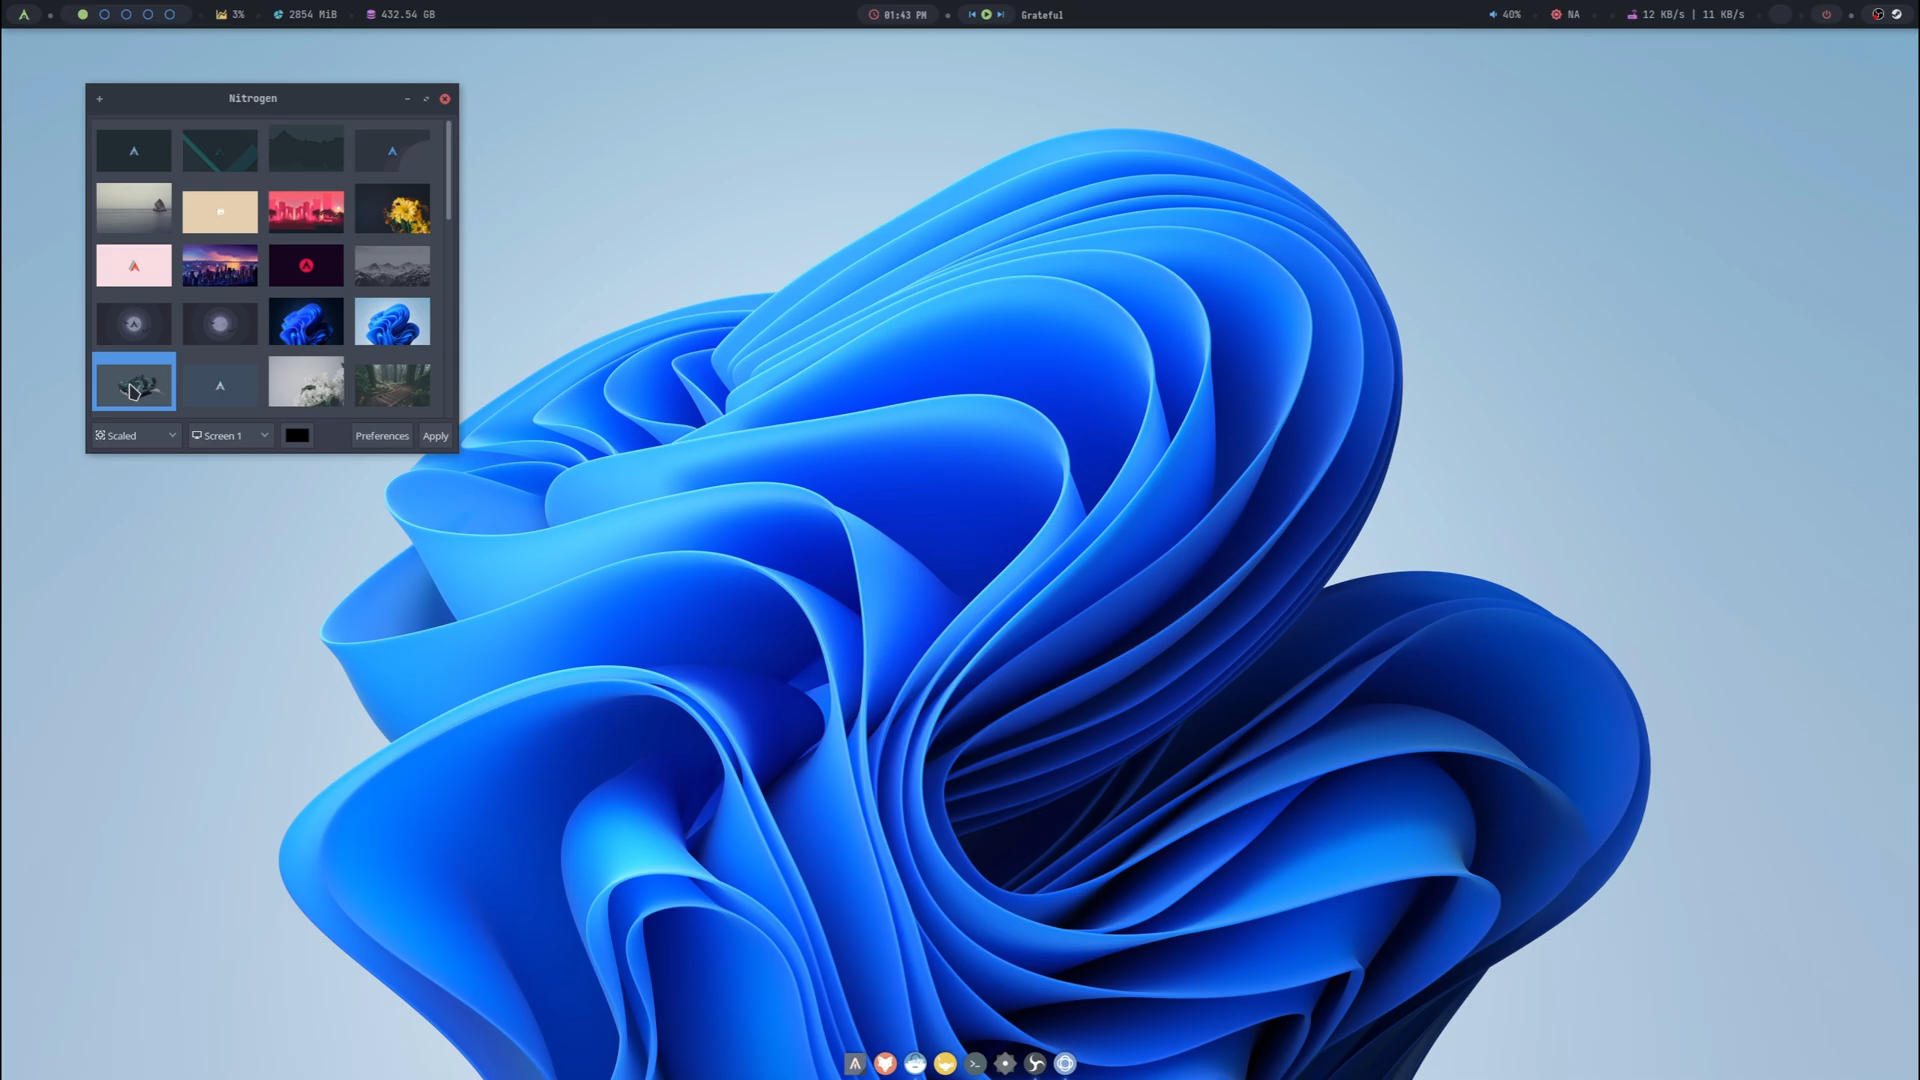 3% 2854 MiB 432.54 GB 01:43 PM Grateful 40% NA 12 KB/s | 11 KB/s
Nitrogen
Scaled Screen 1 Preferences Apply